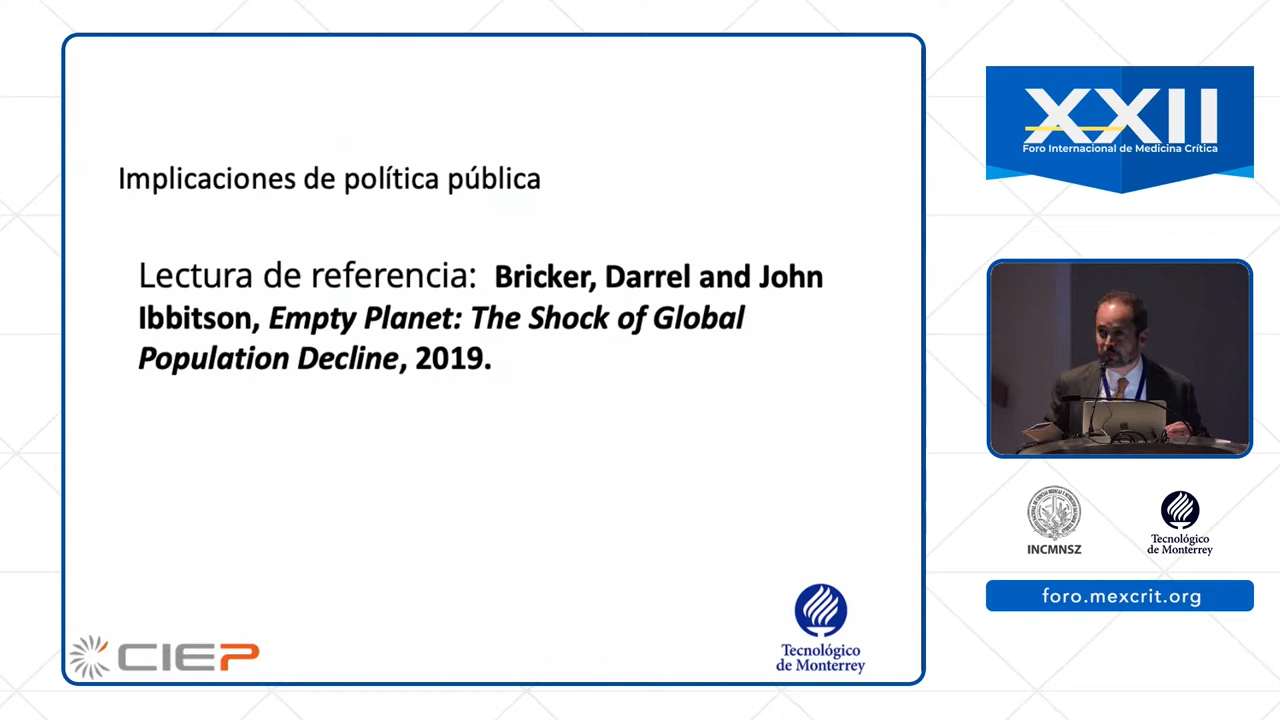 Implicaciones de política pública
Lectura de referencia: Bricker, Darrel and John
Ibbitson, Empty Planet: The Shock of Global
Population Decline, 2019.
CIEP
Tecnológico
de Monterrey
XXII
Foro Internacional de Medicina Crítica
INCMNSZ
Tecnológico
de Monterrey
foro.mexcrit.org